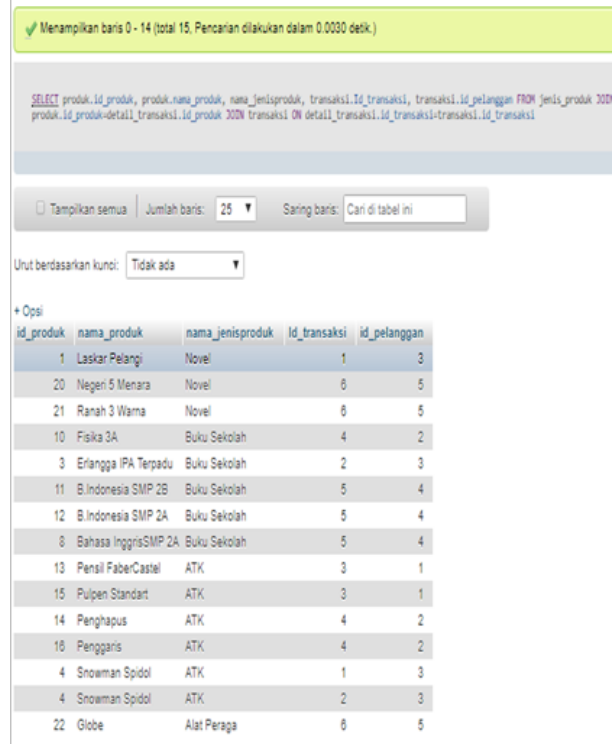 Menampilkan baris 0 - 14 (total 15, Pencarian dilakukan dalam 0.0030 detik.)
SELECT produk.id_produk, produk.nama_produk, nama_jenisproduk, transaksi.Id_transaksi, transaksi.id_pelanggan FROM jenis_produk JOIN
produk.id_produk=detail_transaksi.id_produk JOIN transaksi ON detail_transaksi.id_transaksi=transaksi.id_transaksi
Tampilkan semua Jumlah baris: 25 Saring baris: Cari di tabel ini
Urut berdasarkan kunci: Tidak ada
+ Opsi
id_produk nama_produk nama_jenisproduk Id_transaksi id_pelanggan
1 Laskar Pelangi Novel 1 3
20 Negeri 5 Menara Novel 6 5
21 Ranah 3 Warna Novel 6 5
10 Fisika 3A Buku Sekolah 4 2
3 Erlangga IPA Terpadu Buku Sekolah 2 3
11 B.Indonesia SMP 2B Buku Sekolah 5 4
12 B.Indonesia SMP 2A Buku Sekolah 5 4
8 Bahasa InggrisSMP 2A Buku Sekolah 5 4
13 Pensil FaberCastel ATK 3 1
15 Pulpen Standart ATK 3 1
14 Penghapus ATK 4 2
16 Penggaris ATK 4 2
4 Snowman Spidol ATK 1 3
4 Snowman Spidol ATK 2 3
22 Globe Alat Peraga 6 5